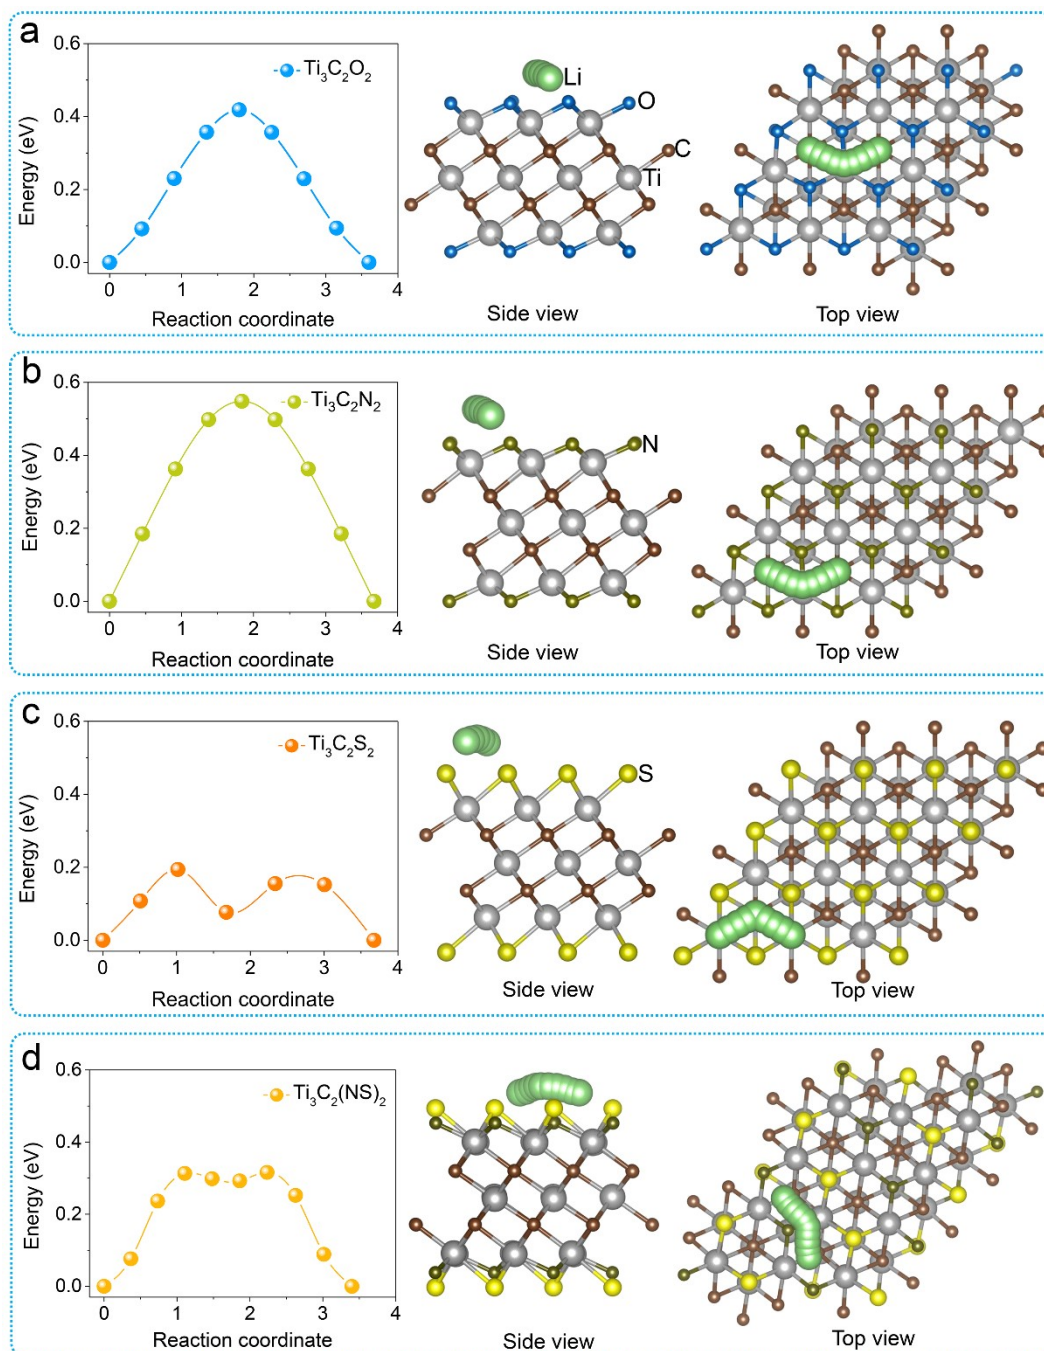 a
0.6
0.4
0.2
0.0
Energy (eV)
Ti₃C₂O₂
0 1 2 3 4
Reaction coordinate
Li
O
C
Ti
Side view
Top view
b
0.6
0.4
0.2
0.0
Energy (eV)
Ti₃C₂N₂
0 1 2 3 4
Reaction coordinate
N
Side view
Top view
c
0.6
0.4
0.2
0.0
Energy (eV)
Ti₃C₂S₂
0 1 2 3 4
Reaction coordinate
S
Side view
Top view
d
0.6
0.4
0.2
0.0
Energy (eV)
Ti₃C₂(NS)₂
0 1 2 3 4
Reaction coordinate
Side view
Top view